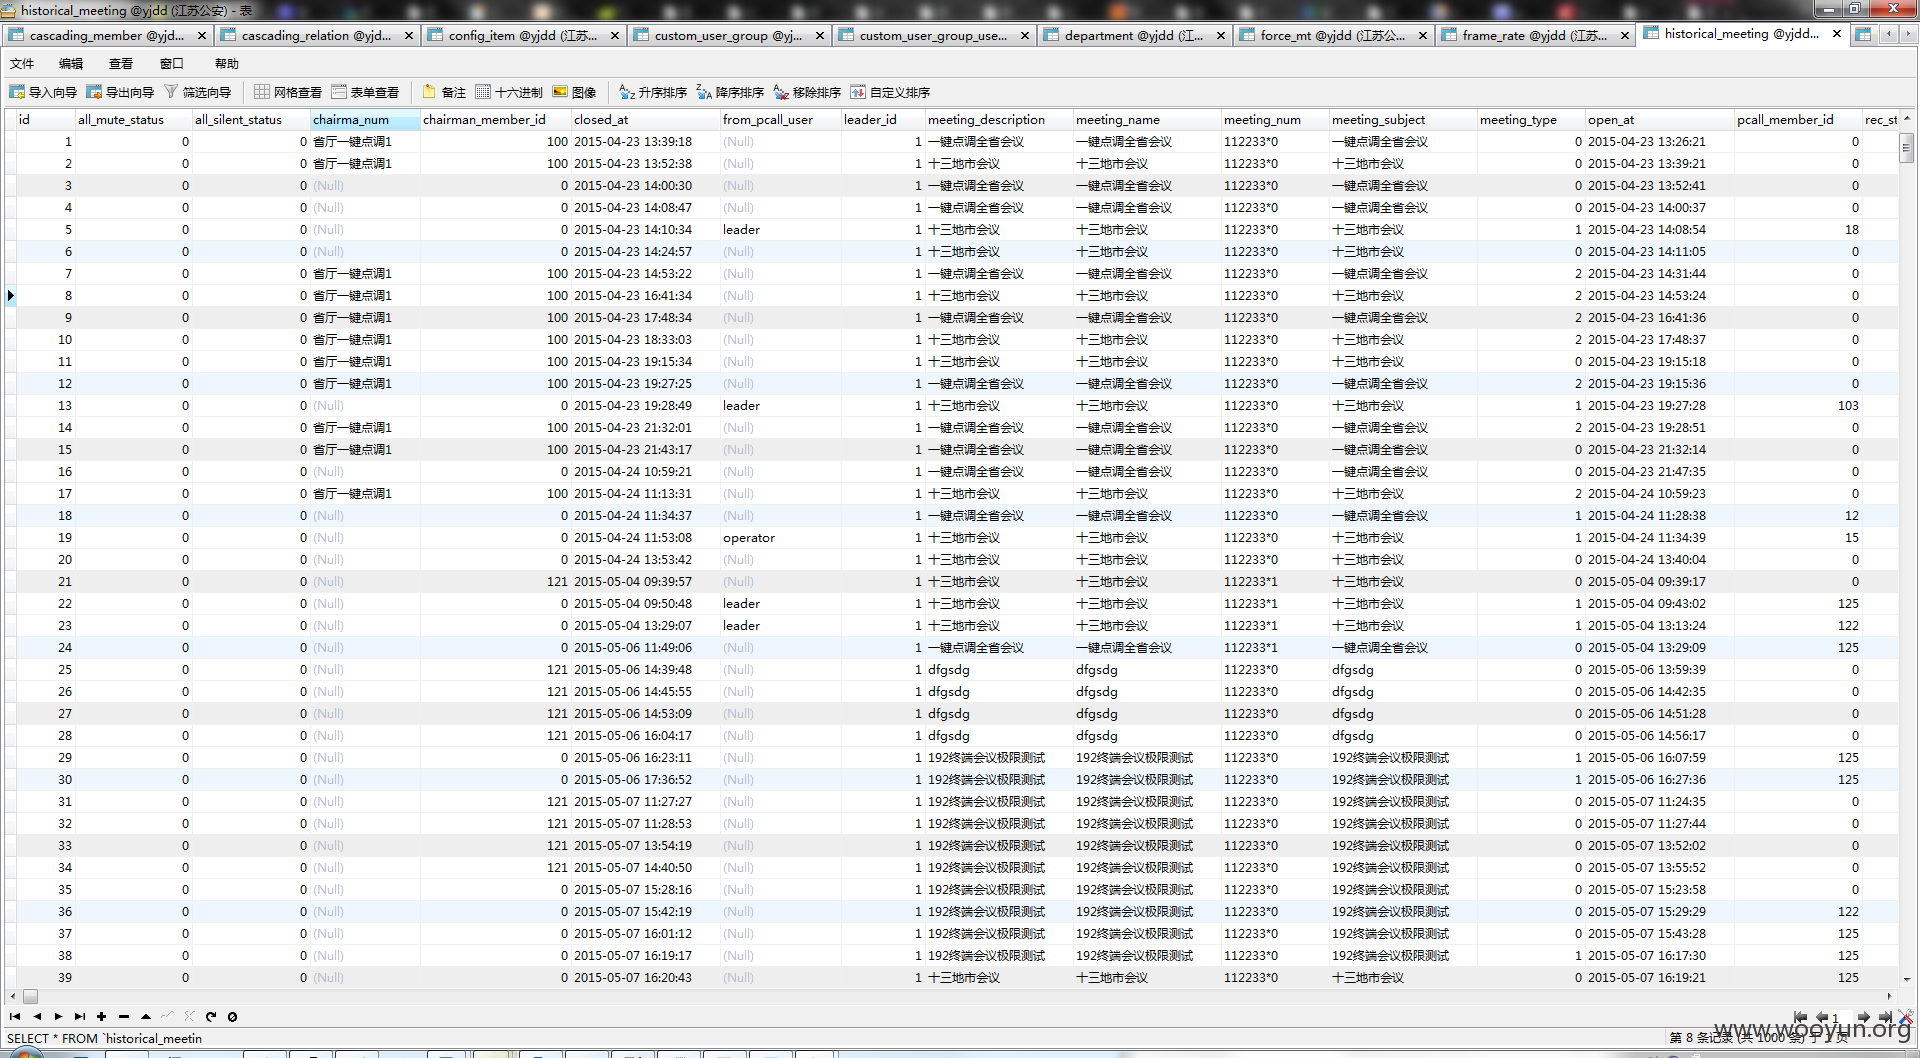 historical_meeting @yjdd (江苏公安) - 表
cascading_member @yjd... cascading_relation @yjd... config_item @yjdd (江苏... custom_user_group @yj... custom_user_group_use... department @yjdd (江... force_mt @yjdd (江苏公... frame_rate @yjdd (江苏... historical_meeting @yjdd...
文件 编辑 查看 窗口 帮助
导入向导 导出向导 筛选向导 网格查看 表单查看 备注 十六进制 图像 升序排序 降序排序 移除排序 自定义排序
id all_mute_status all_silent_status chairma_num chairman_member_id closed_at from_pcall_user leader_id meeting_description meeting_name meeting_num meeting_subject meeting_type open_at pcall_member_id rec_st
1 0 0 省厅一键点调1 100 2015-04-23 13:39:18 (Null) 1 一键点调全省会议 一键点调全省会议 112233*0 一键点调全省会议 0 2015-04-23 13:26:21 0
2 0 0 省厅一键点调1 100 2015-04-23 13:52:38 (Null) 1 十三地市会议 十三地市会议 112233*0 十三地市会议 0 2015-04-23 13:39:21 0
3 0 0 (Null) 0 2015-04-23 14:00:30 (Null) 1 一键点调全省会议 一键点调全省会议 112233*0 一键点调全省会议 0 2015-04-23 13:52:41 0
4 0 0 (Null) 0 2015-04-23 14:08:47 (Null) 1 一键点调全省会议 一键点调全省会议 112233*0 一键点调全省会议 0 2015-04-23 14:00:37 0
5 0 0 (Null) 0 2015-04-23 14:10:34 leader 1 十三地市会议 十三地市会议 112233*0 十三地市会议 1 2015-04-23 14:08:54 18
6 0 0 (Null) 0 2015-04-23 14:24:57 (Null) 1 十三地市会议 十三地市会议 112233*0 十三地市会议 0 2015-04-23 14:11:05 0
7 0 0 省厅一键点调1 100 2015-04-23 14:53:22 (Null) 1 一键点调全省会议 一键点调全省会议 112233*0 一键点调全省会议 2 2015-04-23 14:31:44 0
8 0 0 省厅一键点调1 100 2015-04-23 16:41:34 (Null) 1 十三地市会议 十三地市会议 112233*0 十三地市会议 2 2015-04-23 14:53:24 0
9 0 0 省厅一键点调1 100 2015-04-23 17:48:34 (Null) 1 一键点调全省会议 一键点调全省会议 112233*0 一键点调全省会议 2 2015-04-23 16:41:36 0
10 0 0 省厅一键点调1 100 2015-04-23 18:33:03 (Null) 1 十三地市会议 十三地市会议 112233*0 十三地市会议 2 2015-04-23 17:48:37 0
11 0 0 省厅一键点调1 100 2015-04-23 19:15:34 (Null) 1 十三地市会议 十三地市会议 112233*0 十三地市会议 0 2015-04-23 19:15:18 0
12 0 0 省厅一键点调1 100 2015-04-23 19:27:25 (Null) 1 一键点调全省会议 一键点调全省会议 112233*0 一键点调全省会议 2 2015-04-23 19:15:36 0
13 0 0 (Null) 0 2015-04-23 19:28:49 leader 1 十三地市会议 十三地市会议 112233*0 十三地市会议 1 2015-04-23 19:27:28 103
14 0 0 省厅一键点调1 100 2015-04-23 21:32:01 (Null) 1 一键点调全省会议 一键点调全省会议 112233*0 一键点调全省会议 2 2015-04-23 19:28:51 0
15 0 0 省厅一键点调1 100 2015-04-23 21:43:17 (Null) 1 一键点调全省会议 一键点调全省会议 112233*0 一键点调全省会议 0 2015-04-23 21:32:14 0
16 0 0 (Null) 0 2015-04-24 10:59:21 (Null) 1 一键点调全省会议 一键点调全省会议 112233*0 一键点调全省会议 0 2015-04-23 21:47:35 0
17 0 0 省厅一键点调1 100 2015-04-24 11:13:31 (Null) 1 十三地市会议 十三地市会议 112233*0 十三地市会议 2 2015-04-24 10:59:23 0
18 0 0 (Null) 0 2015-04-24 11:34:37 (Null) 1 一键点调全省会议 一键点调全省会议 112233*0 一键点调全省会议 1 2015-04-24 11:28:38 12
19 0 0 (Null) 0 2015-04-24 11:53:08 operator 1 十三地市会议 十三地市会议 112233*0 十三地市会议 1 2015-04-24 11:34:39 15
20 0 0 (Null) 0 2015-04-24 13:53:42 (Null) 1 十三地市会议 十三地市会议 112233*0 十三地市会议 0 2015-04-24 13:40:04 0
21 0 0 (Null) 121 2015-05-04 09:39:57 (Null) 1 十三地市会议 十三地市会议 112233*1 十三地市会议 0 2015-05-04 09:39:17 0
22 0 0 (Null) 0 2015-05-04 09:50:48 leader 1 十三地市会议 十三地市会议 112233*1 十三地市会议 1 2015-05-04 09:43:02 125
23 0 0 (Null) 0 2015-05-04 13:29:07 leader 1 十三地市会议 十三地市会议 112233*1 十三地市会议 1 2015-05-04 13:13:24 122
24 0 0 (Null) 0 2015-05-06 11:49:06 (Null) 1 一键点调全省会议 一键点调全省会议 112233*1 一键点调全省会议 0 2015-05-04 13:29:09 125
25 0 0 (Null) 121 2015-05-06 14:39:48 (Null) 1 dfgsdg dfgsdg 112233*0 dfgsdg 0 2015-05-06 13:59:39 0
26 0 0 (Null) 121 2015-05-06 14:45:55 (Null) 1 dfgsdg dfgsdg 112233*0 dfgsdg 0 2015-05-06 14:42:35 0
27 0 0 (Null) 121 2015-05-06 14:53:09 (Null) 1 dfgsdg dfgsdg 112233*0 dfgsdg 0 2015-05-06 14:51:28 0
28 0 0 (Null) 121 2015-05-06 16:04:17 (Null) 1 dfgsdg dfgsdg 112233*0 dfgsdg 0 2015-05-06 14:56:17 0
29 0 0 (Null) 0 2015-05-06 16:23:11 (Null) 1 192终端会议极限测试 192终端会议极限测试 112233*0 192终端会议极限测试 1 2015-05-06 16:07:59 125
30 0 0 (Null) 0 2015-05-06 17:36:52 (Null) 1 192终端会议极限测试 192终端会议极限测试 112233*0 192终端会议极限测试 1 2015-05-06 16:27:36 125
31 0 0 (Null) 121 2015-05-07 11:27:27 (Null) 1 192终端会议极限测试 192终端会议极限测试 112233*0 192终端会议极限测试 0 2015-05-07 11:24:35 0
32 0 0 (Null) 121 2015-05-07 11:28:53 (Null) 1 192终端会议极限测试 192终端会议极限测试 112233*0 192终端会议极限测试 0 2015-05-07 11:27:44 0
33 0 0 (Null) 121 2015-05-07 13:54:19 (Null) 1 192终端会议极限测试 192终端会议极限测试 112233*0 192终端会议极限测试 0 2015-05-07 13:52:02 0
34 0 0 (Null) 121 2015-05-07 14:40:50 (Null) 1 192终端会议极限测试 192终端会议极限测试 112233*0 192终端会议极限测试 0 2015-05-07 13:55:52 0
35 0 0 (Null) 0 2015-05-07 15:28:16 (Null) 1 192终端会议极限测试 192终端会议极限测试 112233*0 192终端会议极限测试 0 2015-05-07 15:23:58 0
36 0 0 (Null) 0 2015-05-07 15:42:19 (Null) 1 192终端会议极限测试 192终端会议极限测试 112233*0 192终端会议极限测试 0 2015-05-07 15:29:29 122
37 0 0 (Null) 0 2015-05-07 16:01:12 (Null) 1 192终端会议极限测试 192终端会议极限测试 112233*0 192终端会议极限测试 0 2015-05-07 15:43:28 125
38 0 0 (Null) 0 2015-05-07 16:19:17 (Null) 1 192终端会议极限测试 192终端会议极限测试 112233*0 192终端会议极限测试 1 2015-05-07 16:17:30 125
39 0 0 (Null) 0 2015-05-07 16:20:43 (Null) 1 十三地市会议 十三地市会议 112233*0 十三地市会议 0 2015-05-07 16:19:21 125
1
SELECT * FROM `historical_meetin 第 8 条记录 (共 1000 条) 于 1 页
www.wooyun.org